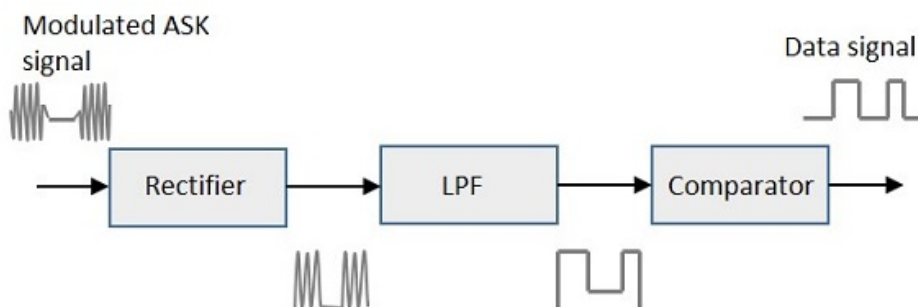 Modulated ASK
signal
Data signal
Rectifier
LPF
Comparator